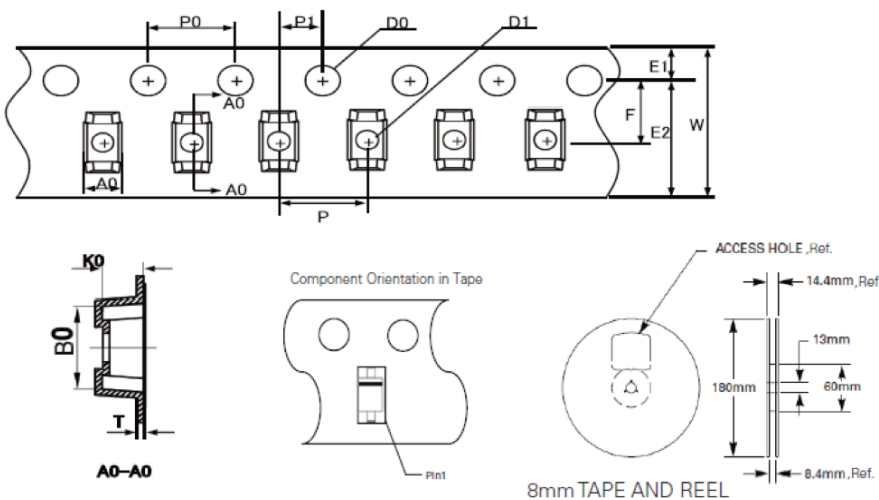 P0
P1
D0
D1
E1
A0
F
E2
W
A0
A0
P
K0
B0
T
A0-A0
Component Orientation in Tape
Pin1
ACCESS HOLE ,Ref.
14.4mm,Ref
13mm
180mm
60mm
8.4mm,Ref.
8mm TAPE AND REEL